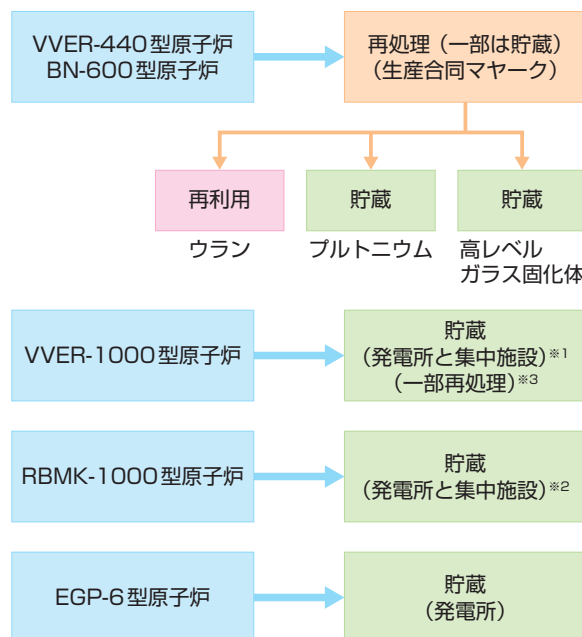 VVER-440型原子炉
BN-600型原子炉
再処理（一部は貯蔵）
（生産合同マヤーク）
再利用
貯蔵
貯蔵
ウラン
プルトニウム
高レベル
ガラス固化体
VVER-1000型原子炉
貯蔵
（発電所と集中施設）※1
（一部再処理）※3
RBMK-1000型原子炉
貯蔵
（発電所と集中施設）※2
EGP-6型原子炉
貯蔵
（発電所）